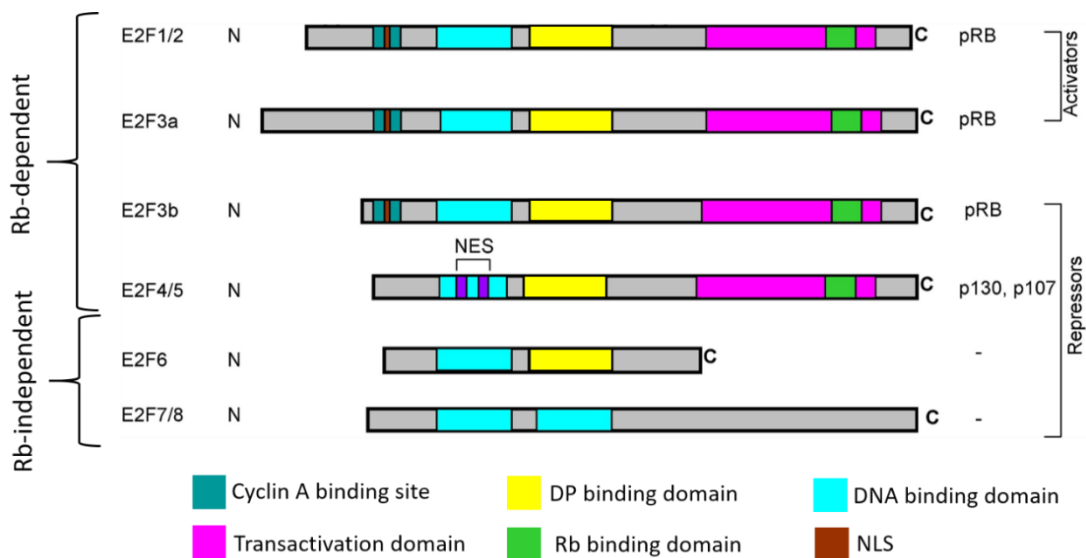 E2F1/2 N C pRB
E2F3a N C pRB
Activators
Rb-dependent
E2F3b N C pRB
NES
E2F4/5 N C p130, p107
Repressors
E2F6 N C -
E2F7/8 N C -
Rb-independent
Cyclin A binding site DP binding domain DNA binding domain
Transactivation domain Rb binding domain NLS